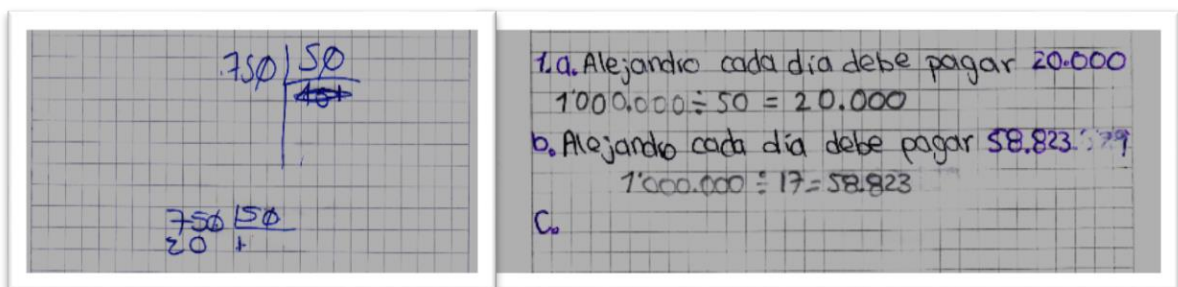 750 50
750 50
20 1
1.a. Alejandro cada día debe pagar 20.000
1'000.000 ÷ 50 = 20.000
b. Alejandro cada día debe pagar 58.823.
1'000.000 ÷ 17 = 58.823
C.